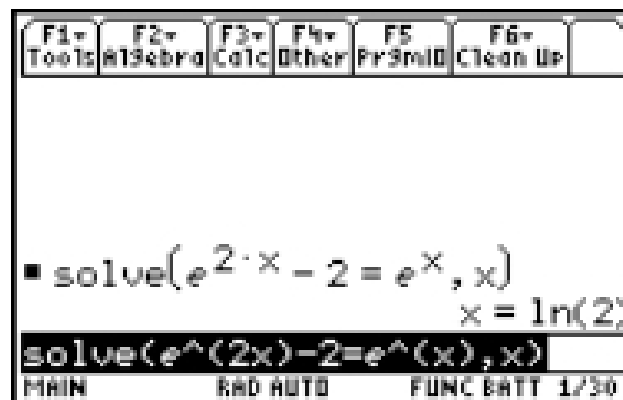 F1 F2 F3 F4 F5 F6
Tools Algebra Calc Other PrgmIO Clean Up
▪ solve(e^(2·x) - 2 = e^x, x)
x = ln(2)
solve(e^(2x)-2=e^(x),x)
MAIN RAD AUTO FUNC BATT 1/30